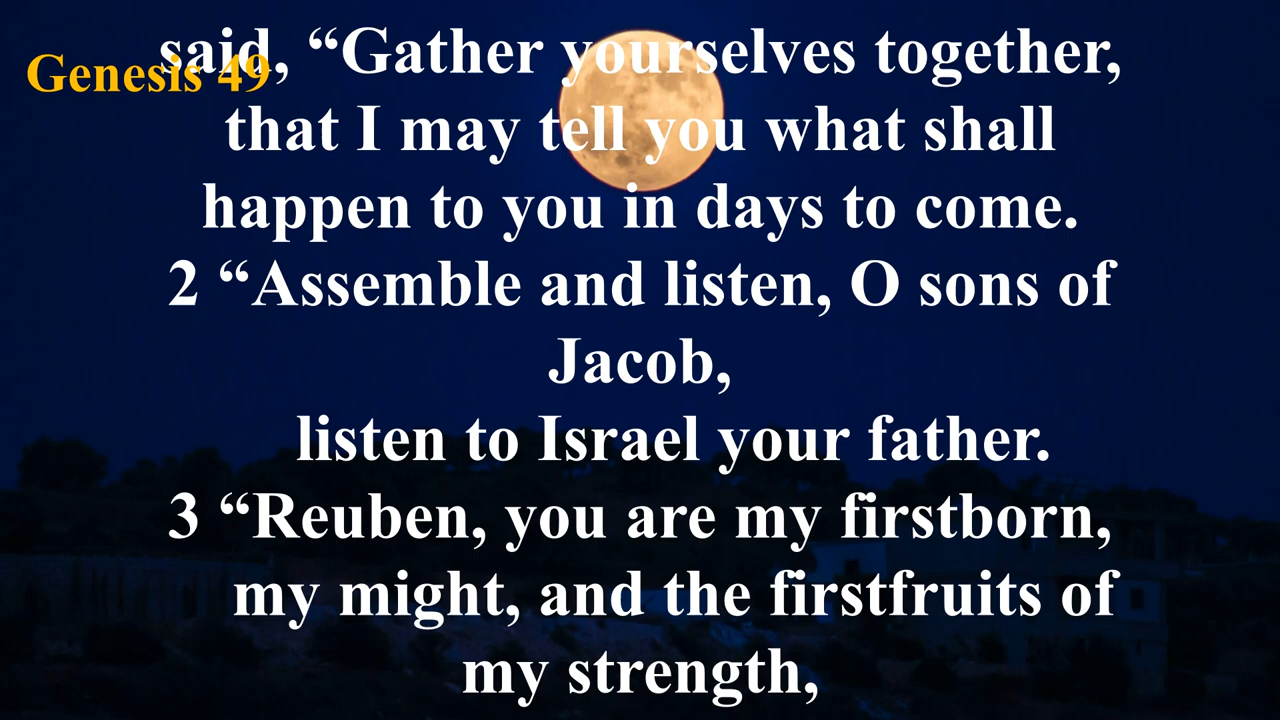 Genesis 49
said, “Gather yourselves together,
that I may tell you what shall
happen to you in days to come.
2 “Assemble and listen, O sons of
Jacob,
listen to Israel your father.
3 “Reuben, you are my firstborn,
my might, and the firstfruits of
my strength,